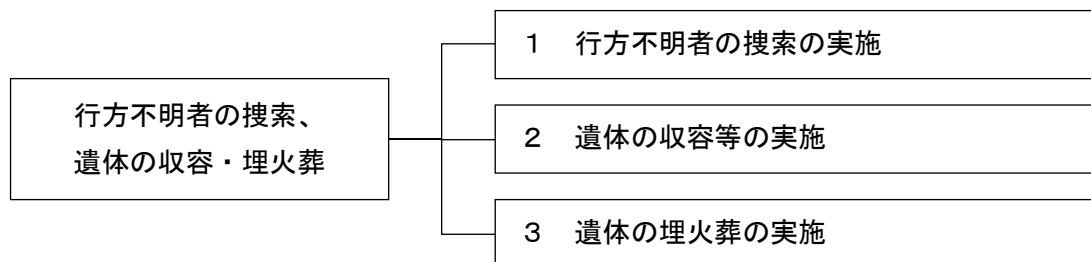 行方不明者の捜索、
遺体の収容・埋火葬
１　行方不明者の捜索の実施
２　遺体の収容等の実施
３　遺体の埋火葬の実施